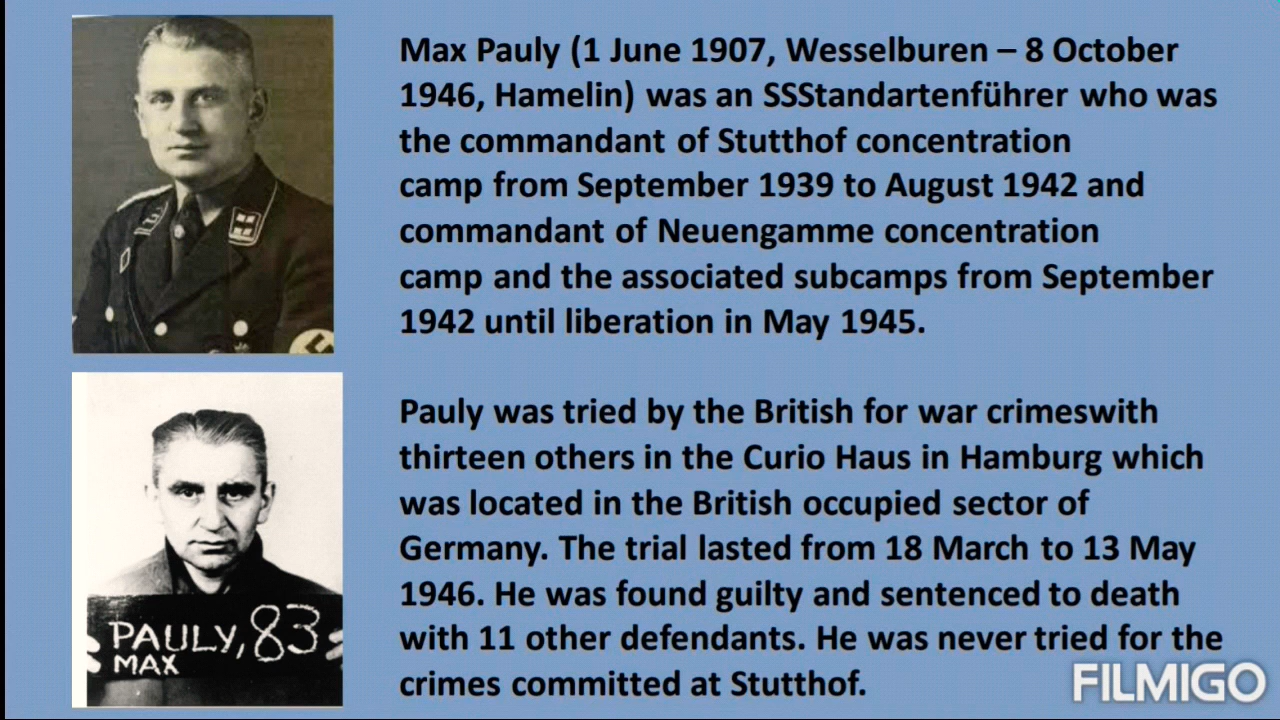 Max Pauly (1 June 1907, Wesselburen – 8 October
1946, Hamelin) was an SSStandartenführer who was
the commandant of Stutthof concentration
camp from September 1939 to August 1942 and
commandant of Neuengamme concentration
camp and the associated subcamps from September
1942 until liberation in May 1945.
Pauly was tried by the British for war crimeswith
thirteen others in the Curio Haus in Hamburg which
was located in the British occupied sector of
Germany. The trial lasted from 18 March to 13 May
1946. He was found guilty and sentenced to death
with 11 other defendants. He was never tried for the
crimes committed at Stutthof.
PAULY, 83
MAX
FILMIGO